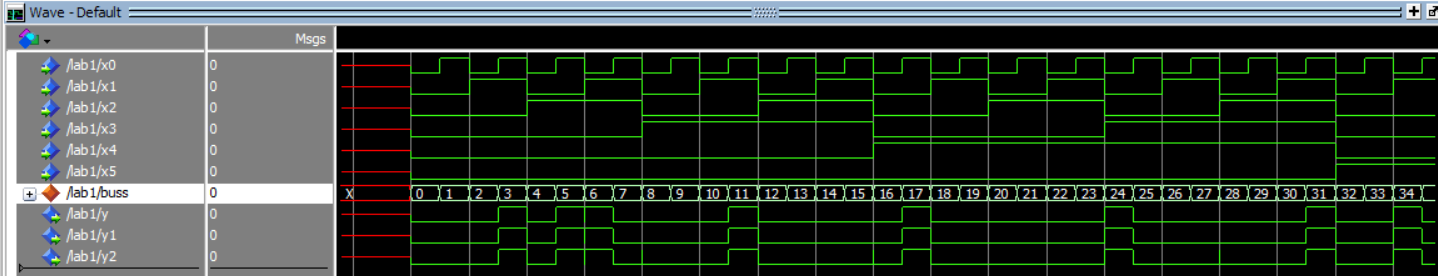 Wave - Default
Msgs
/lab1/x0 0
/lab1/x1 0
/lab1/x2 0
/lab1/x3 0
/lab1/x4 0
/lab1/x5 0
/lab1/buss 0 X 0 1 2 3 4 5 6 7 8 9 10 11 12 13 14 15 16 17 18 19 20 21 22 23 24 25 26 27 28 29 30 31 32 33 34
/lab1/y 0
/lab1/y1 0
/lab1/y2 0